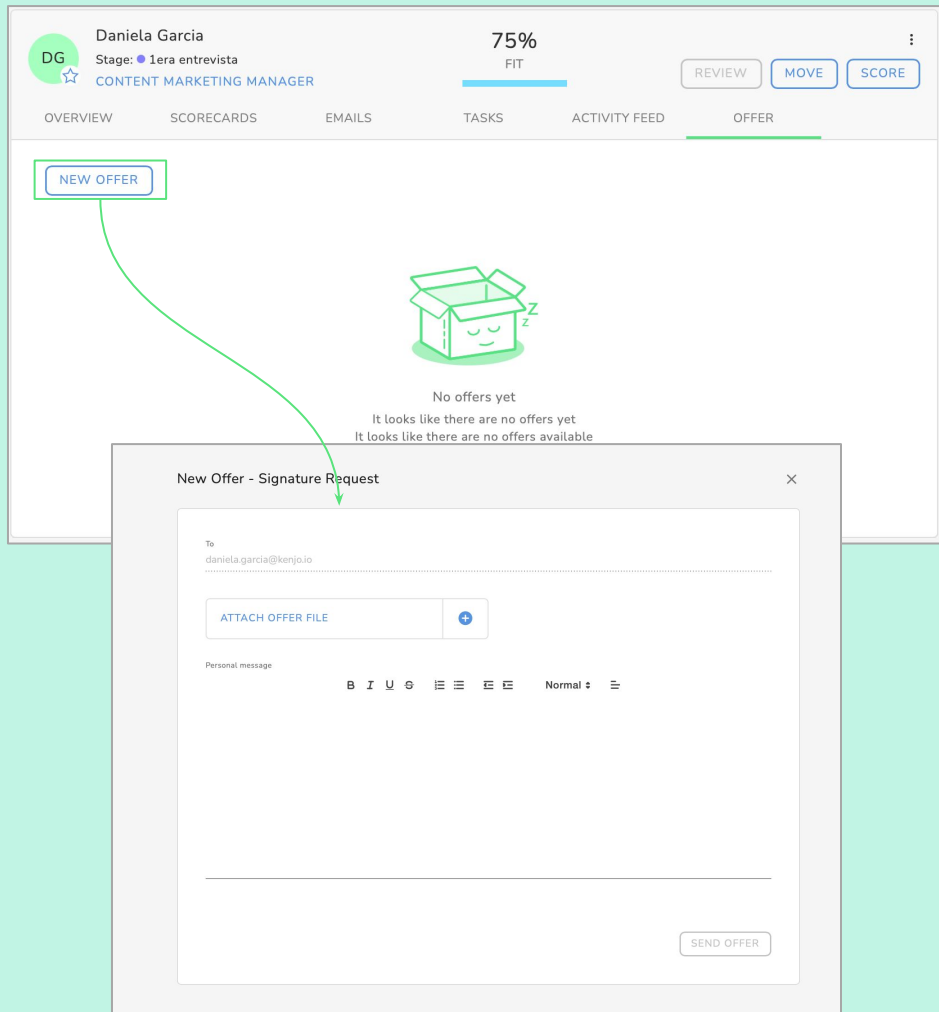 Daniela Garcia
DG
Stage: 1era entrevista
CONTENT MARKETING MANAGER
75%
FIT
REVIEW
MOVE
SCORE
OVERVIEW
SCORECARDS
EMAILS
TASKS
ACTIVITY FEED
OFFER
NEW OFFER
Z
z
No offers yet
It looks like there are no offers yet
It looks like there are no offers available
New Offer - Signature Request
To
daniela.garcia@kenjo.io
ATTACH OFFER FILE
Personal message
B I U S Normal
SEND OFFER